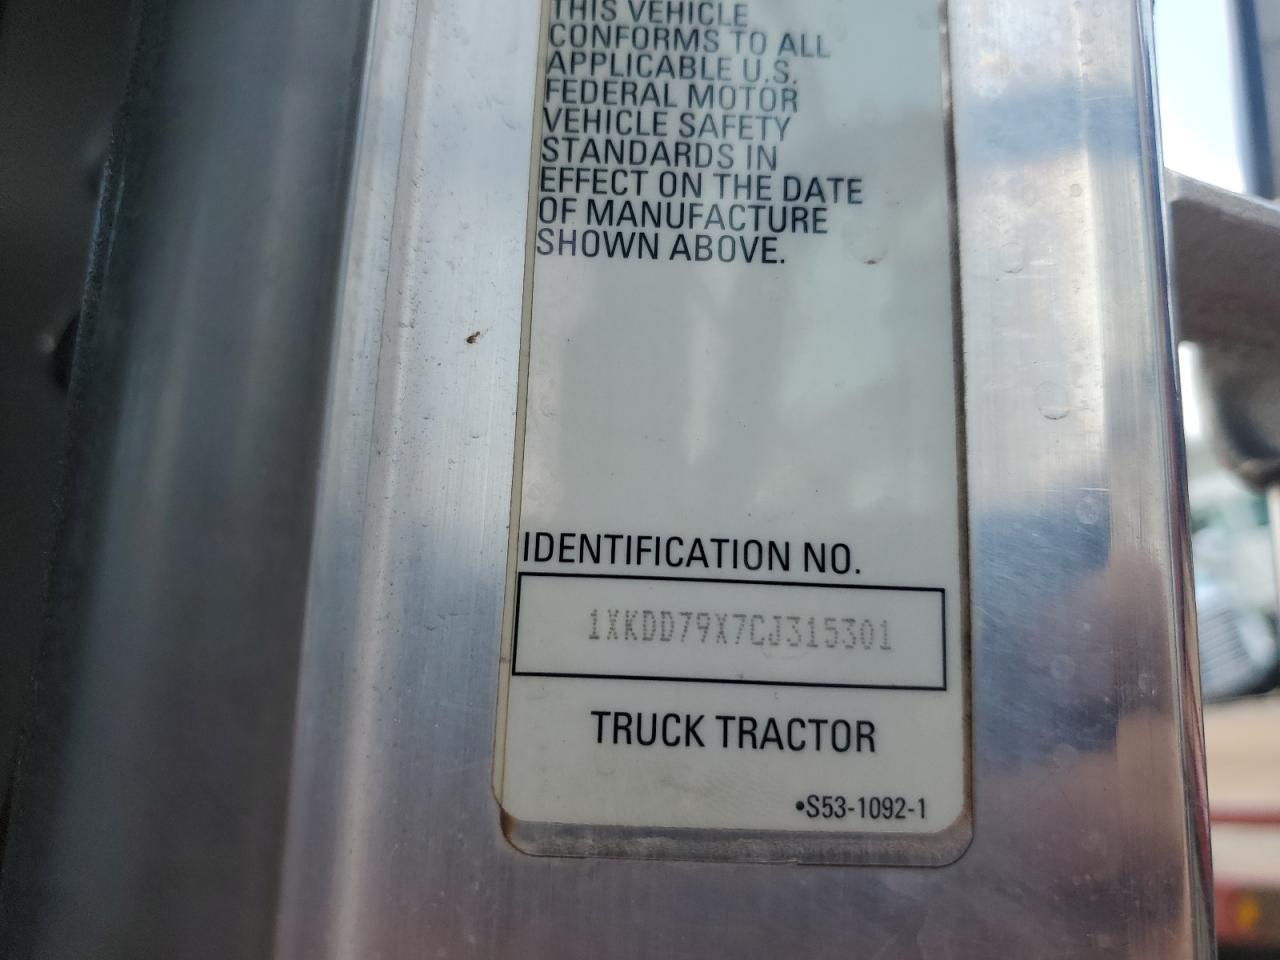 THIS VEHICLE
CONFORMS TO ALL
APPLICABLE U.S.
FEDERAL MOTOR
VEHICLE SAFETY
STANDARDS IN
EFFECT ON THE DATE
OF MANUFACTURE
SHOWN ABOVE.
IDENTIFICATION NO.
1XKDD79X7CJ315301
TRUCK TRACTOR
•S53-1092-1